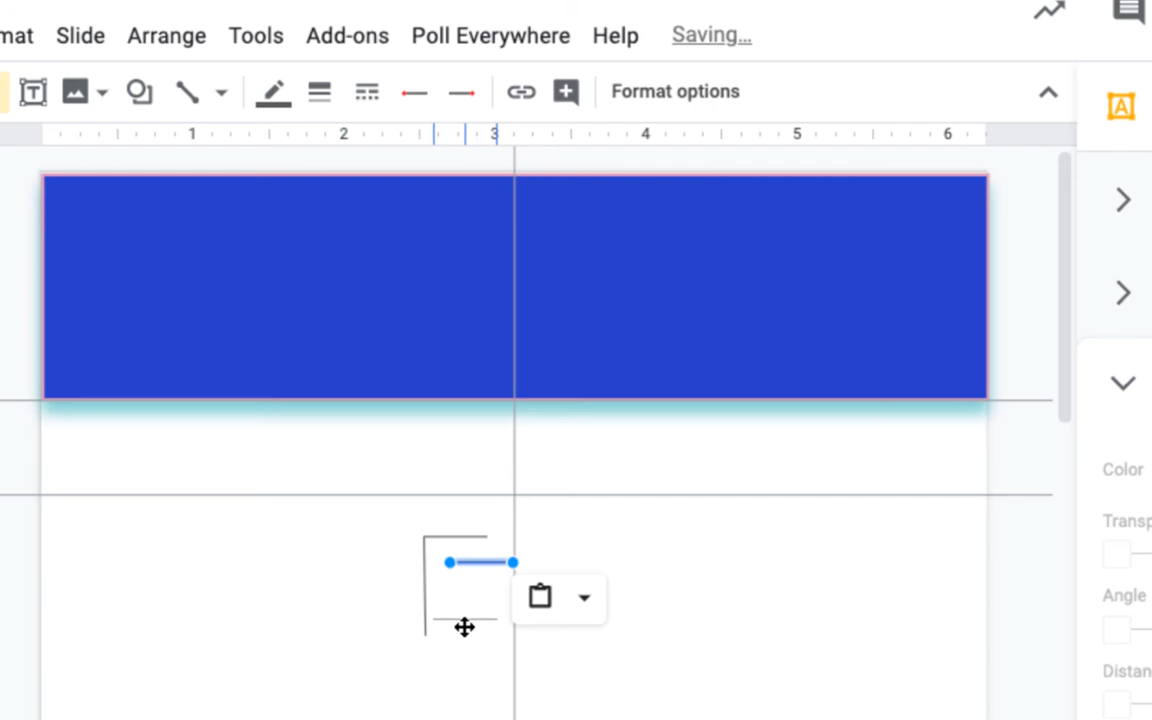 mat Slide Arrange Tools Add-ons Poll Everywhere Help Saving…
T Format options A
1 2 3 4 5 6
Color
Transp
Angle
Distan